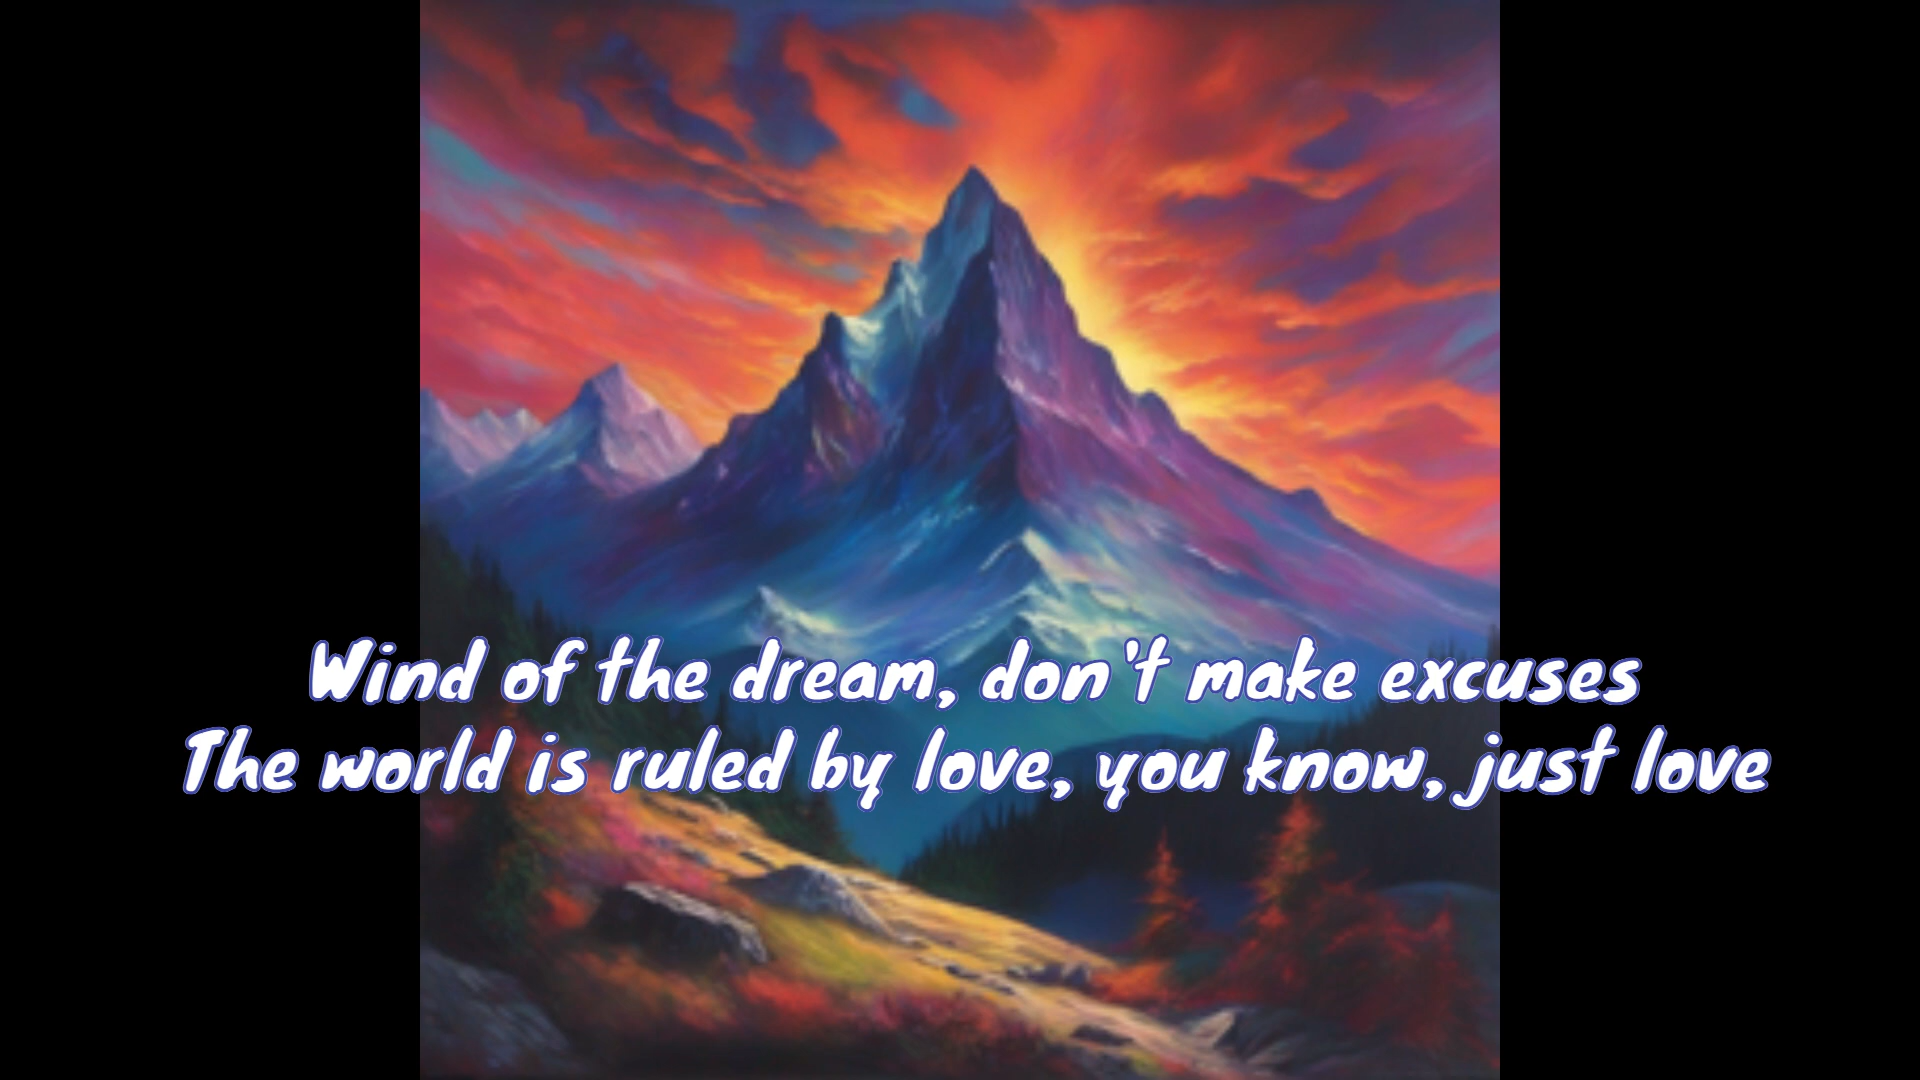 Wind of the dream, don't make excuses
The world is ruled by love, you know, just love